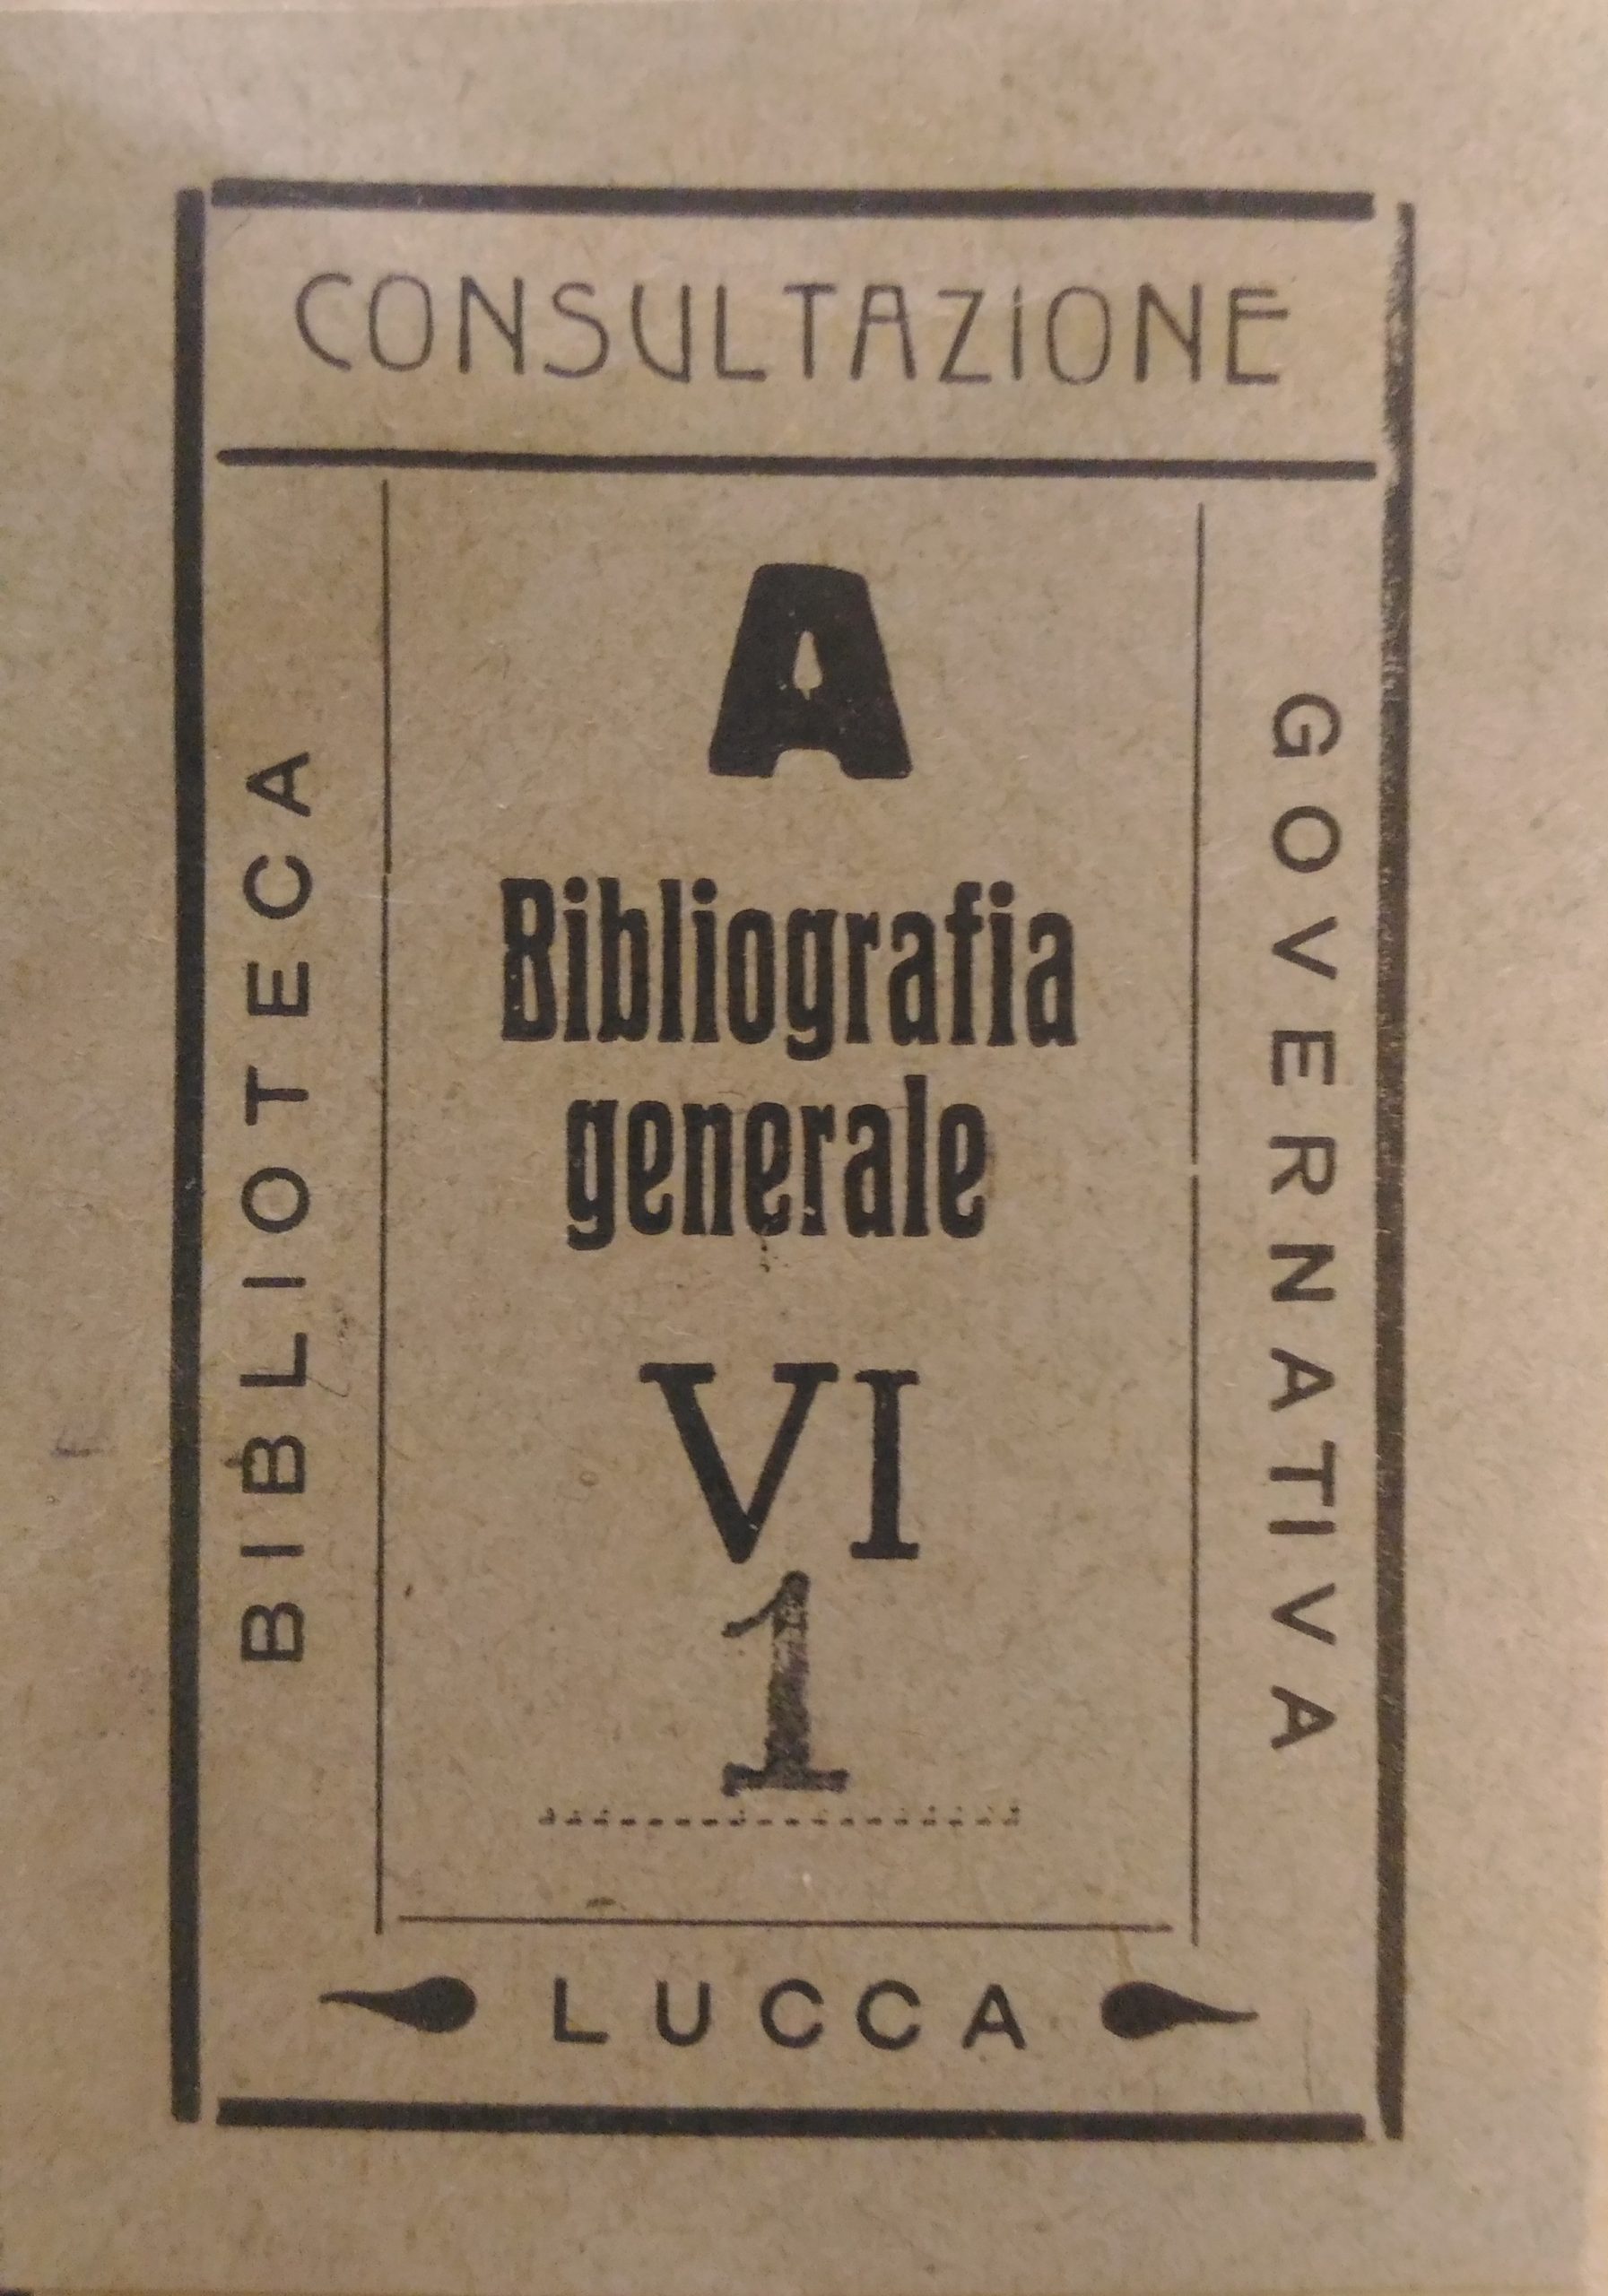 CONSULTAZIONE
BIBLIOTECA
A
Bibliografia
generale
VI
1
GOVERNATIVA
LUCCA